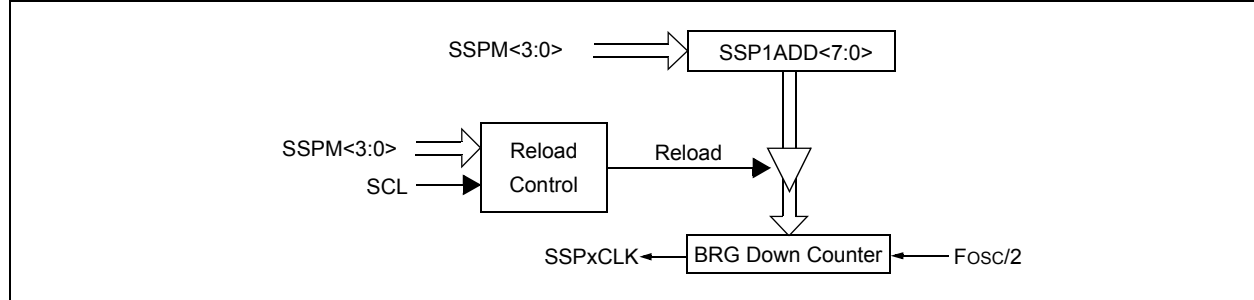 SSPM<3:0>
SSP1ADD<7:0>
SSPM<3:0>
SCL
Reload
Control
Reload
SSPxCLK
BRG Down Counter
FOSC/2